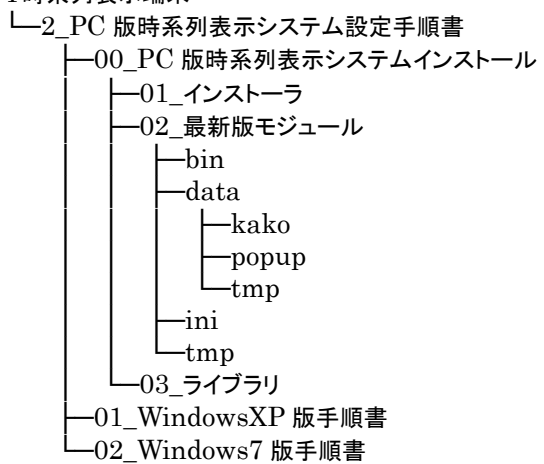 └─2_PC 版時系列表示システム設定手順書
├─00_PC 版時系列表示システムインストール
│ ├─01_インストーラ
│ ├─02_最新版モジュール
│ │ ├─bin
│ │ ├─data
│ │ │ ├─kako
│ │ │ ├─popup
│ │ │ └─tmp
│ │ ├─ini
│ │ └─tmp
│ └─03_ライブラリ
├─01_WindowsXP 版手順書
└─02_Windows7 版手順書